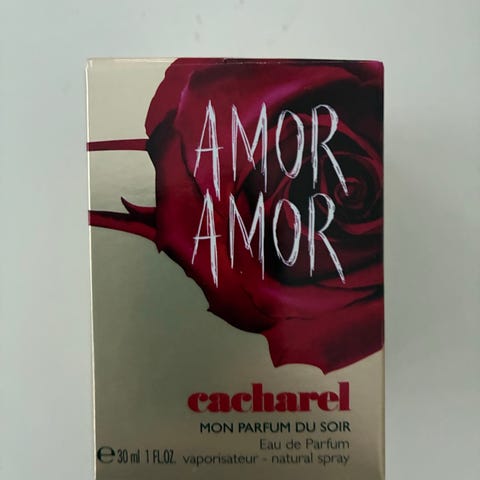 AMOR
AMOR
cacharel
MON PARFUM DU SOIR
Eau de Parfum
℮ 30 ml 1 FL.OZ. vaporisateur - natural spray